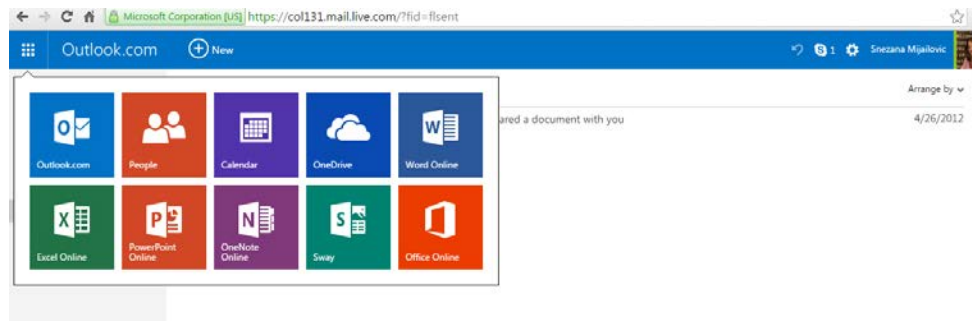 Microsoft Corporation [US] https://col131.mail.live.com/?fid=flsent
Outlook.com New 1 Snezana Mijailovic
Arrange by
ared a document with you 4/26/2012
Outlook.com People Calendar OneDrive Word Online
Excel Online PowerPoint Online OneNote Online Sway Office Online